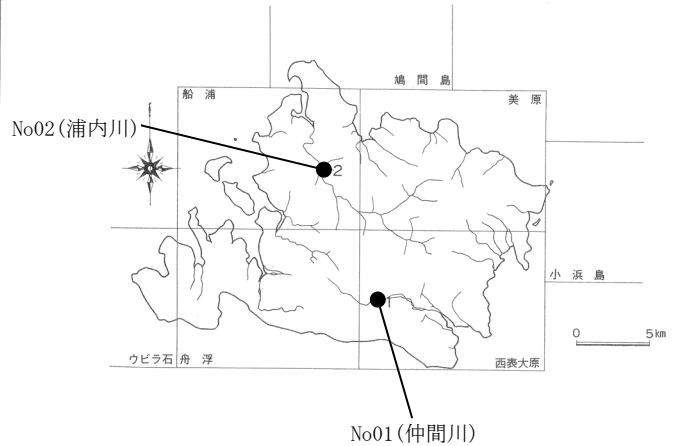 鳩間島
船浦
美原
No02(浦内川)
2
小浜島
1
0 5km
ウビラ石
舟浮
西表大原
No01(仲間川)